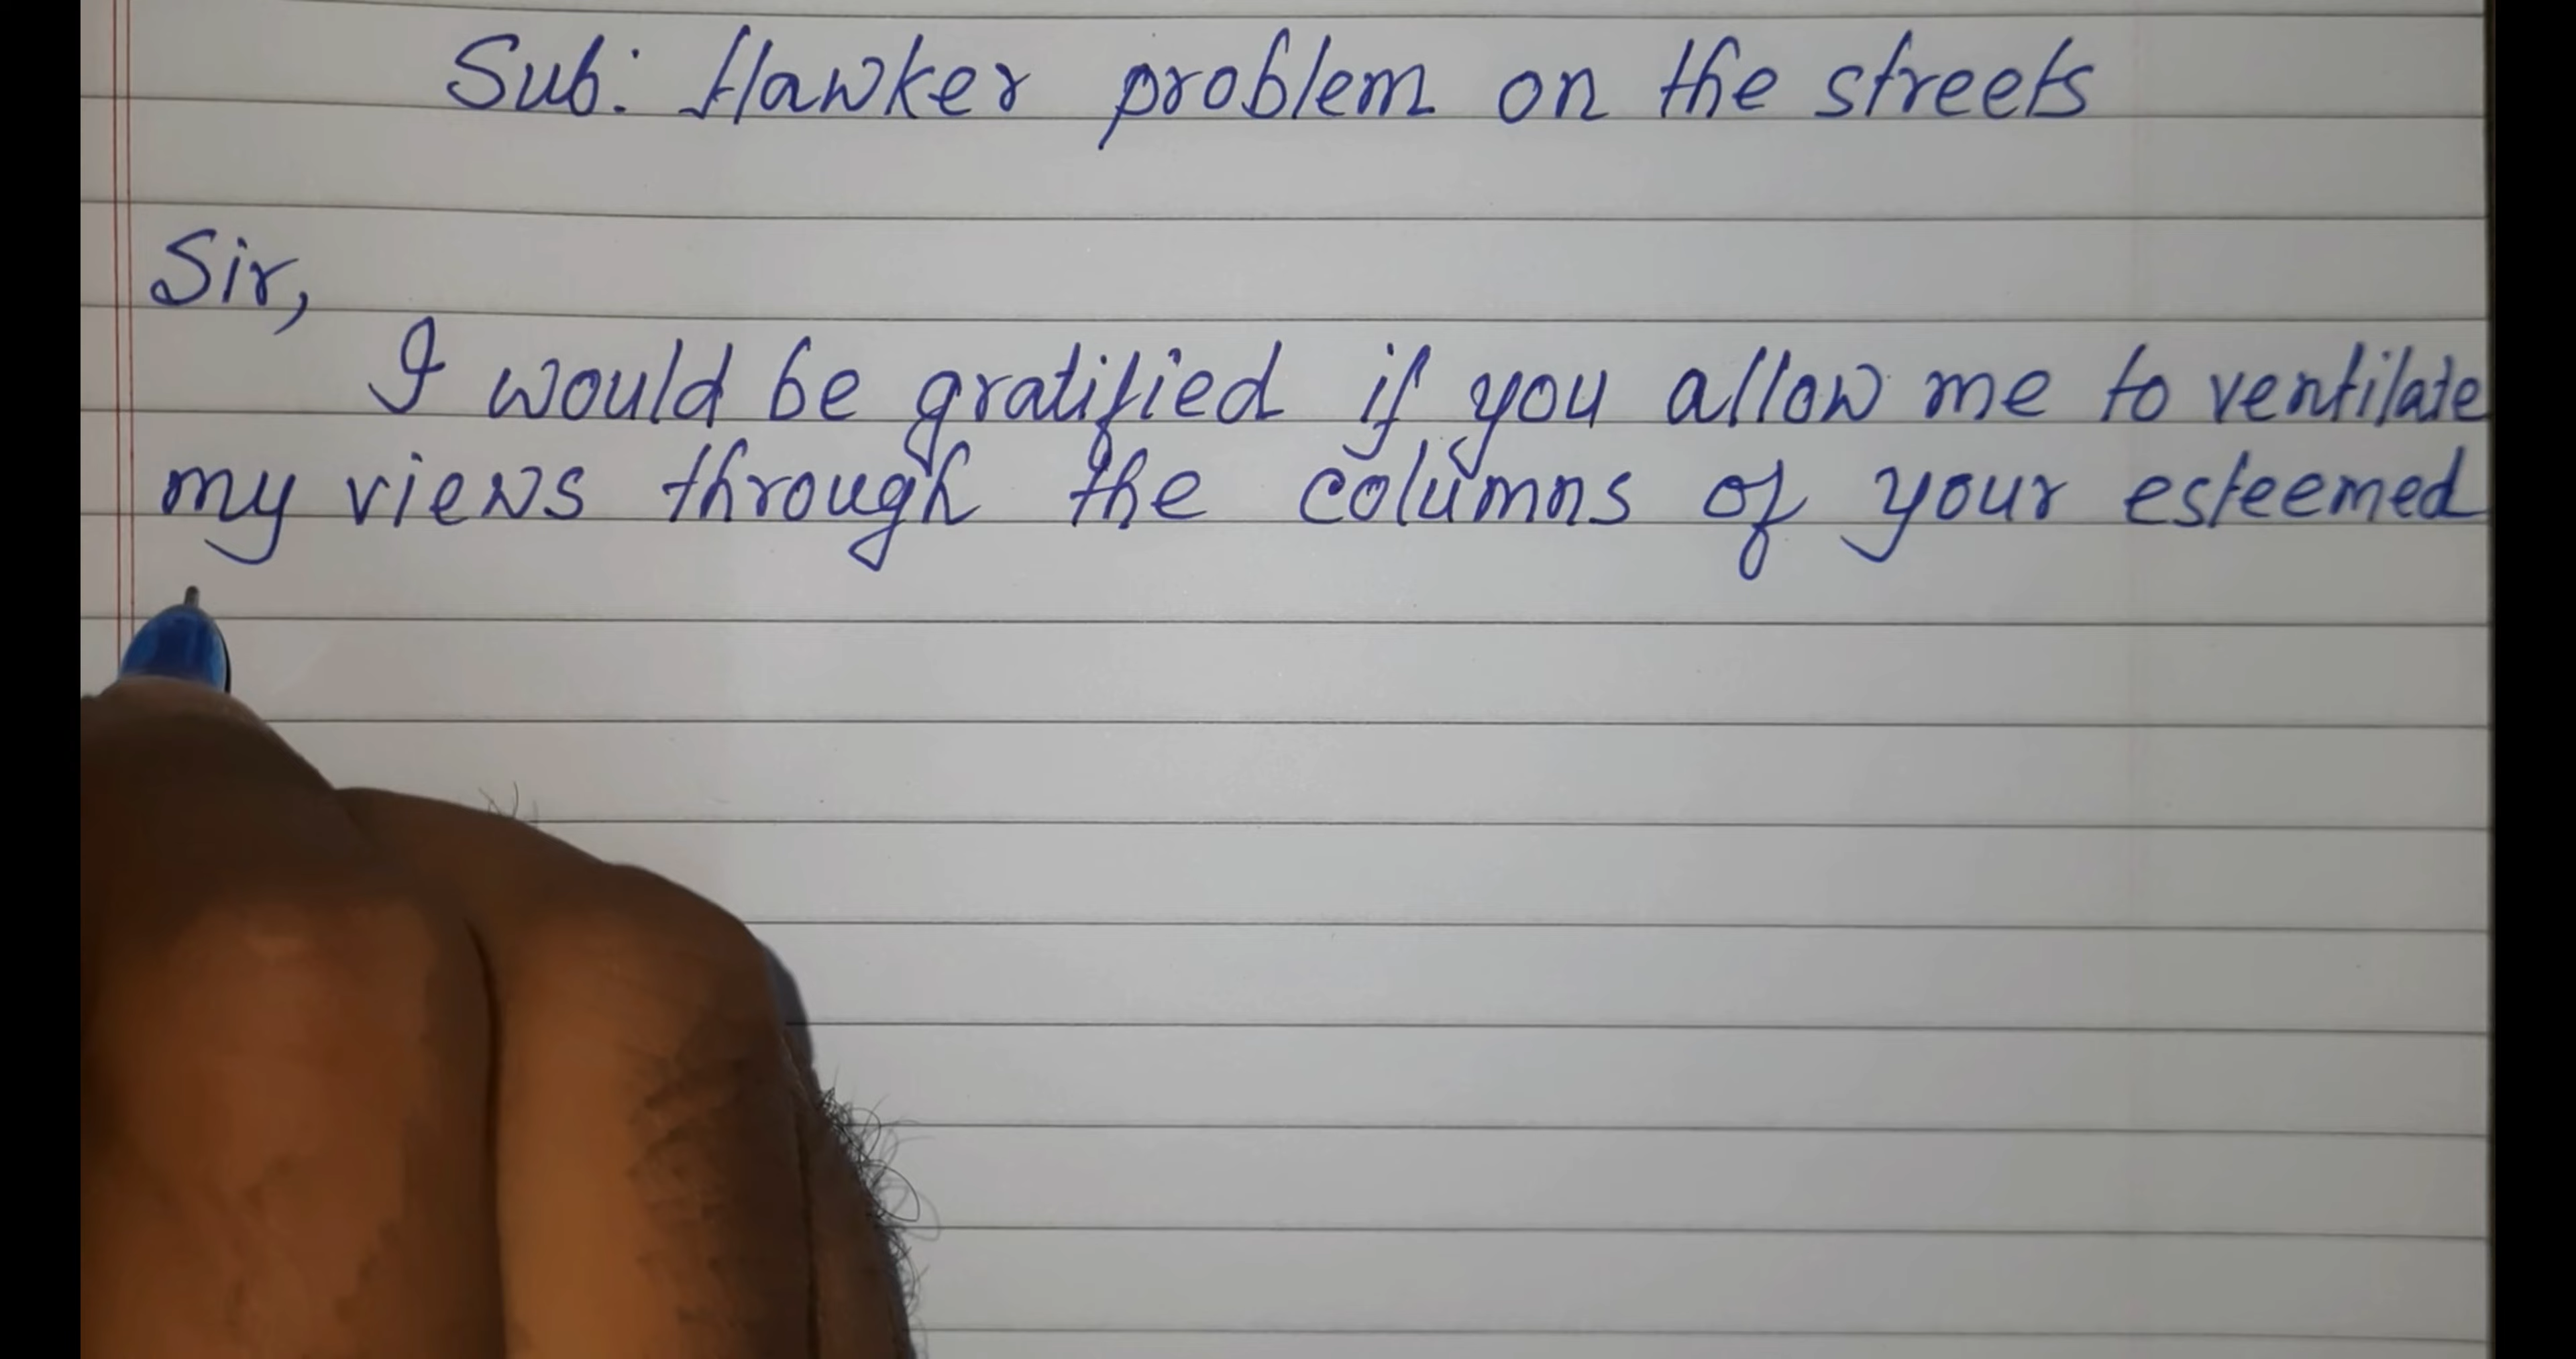 Sub: Hawker problem on the streets
Sir,
I would be gratified if you allow me to ventilate
my views through the columns of your esteemed